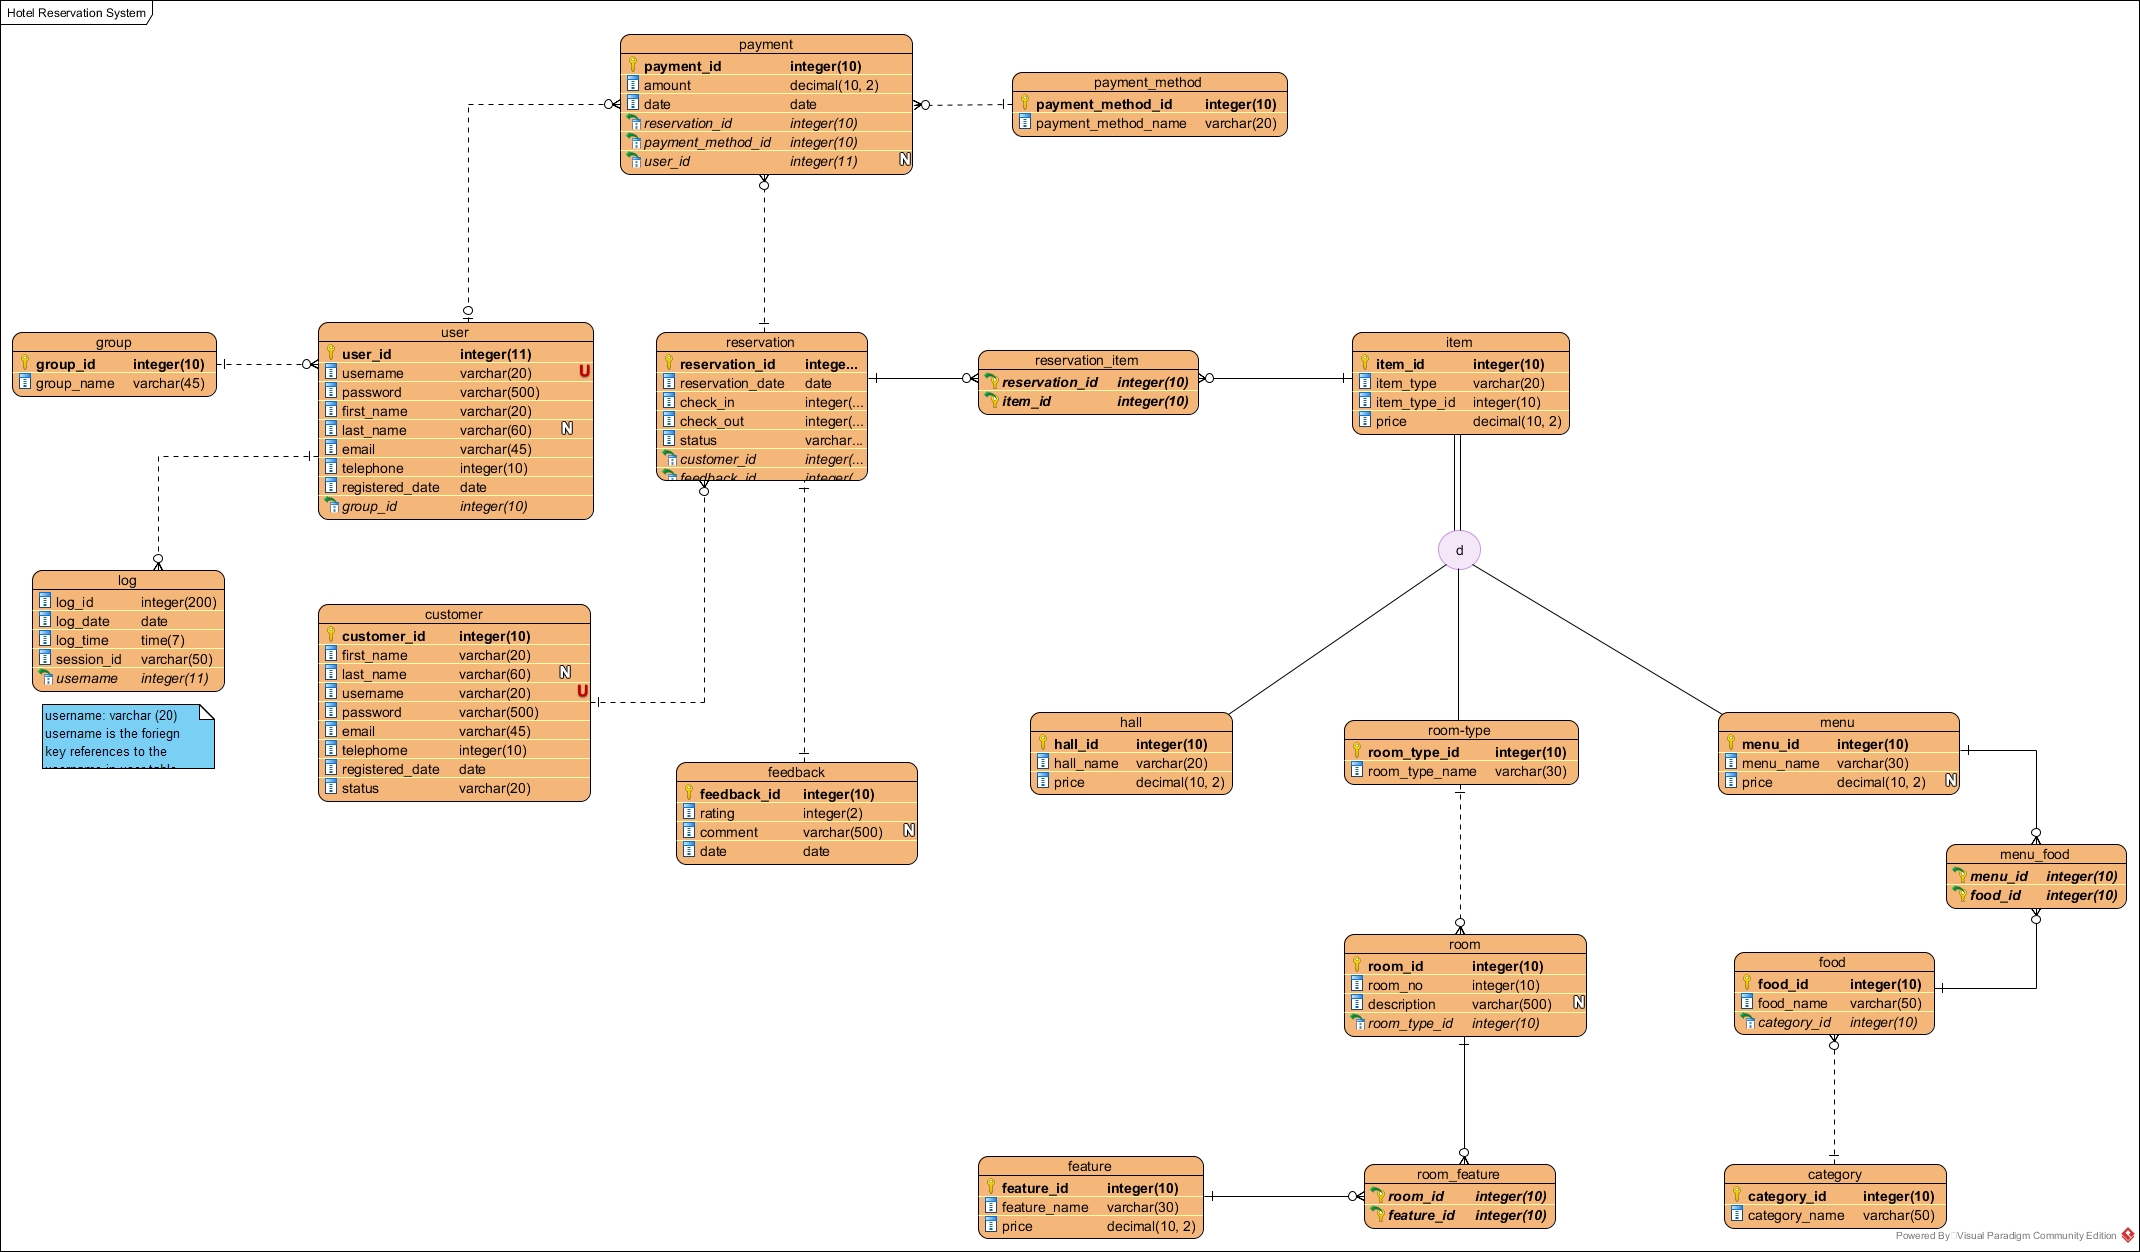 Hotel Reservation System
payment
payment_id integer(10)
amount decimal(10, 2)
date date
reservation_id integer(10)
payment_method_id integer(10)
user_id integer(11) N
payment_method
payment_method_id integer(10)
payment_method_name varchar(20)
group
group_id integer(10)
group_name varchar(45)
user
user_id integer(11)
username varchar(20) U
password varchar(500)
first_name varchar(20)
last_name varchar(60) N
email varchar(45)
telephone integer(10)
registered_date date
group_id integer(10)
reservation
reservation_id intege...
reservation_date date
check_in integer(...
check_out integer(...
status varchar...
customer_id integer(...
feedback_id integer(...
reservation_item
reservation_id integer(10)
item_id integer(10)
item
item_id integer(10)
item_type varchar(20)
item_type_id integer(10)
price decimal(10, 2)
d
log
log_id integer(200)
log_date date
log_time time(7)
session_id varchar(50)
username integer(11)
username: varchar (20)
username is the foriegn
key references to the
username in user table
customer
customer_id integer(10)
first_name varchar(20)
last_name varchar(60) N
username varchar(20) U
password varchar(500)
email varchar(45)
telephome integer(10)
registered_date date
status varchar(20)
feedback
feedback_id integer(10)
rating integer(2)
comment varchar(500) N
date date
hall
hall_id integer(10)
hall_name varchar(20)
price decimal(10, 2)
room-type
room_type_id integer(10)
room_type_name varchar(30)
menu
menu_id integer(10)
menu_name varchar(30)
price decimal(10, 2) N
menu_food
menu_id integer(10)
food_id integer(10)
room
room_id integer(10)
room_no integer(10)
description varchar(500) N
room_type_id integer(10)
food
food_id integer(10)
food_name varchar(50)
category_id integer(10)
feature
feature_id integer(10)
feature_name varchar(30)
price decimal(10, 2)
room_feature
room_id integer(10)
feature_id integer(10)
category
category_id integer(10)
category_name varchar(50)
Powered By Visual Paradigm Community Edition